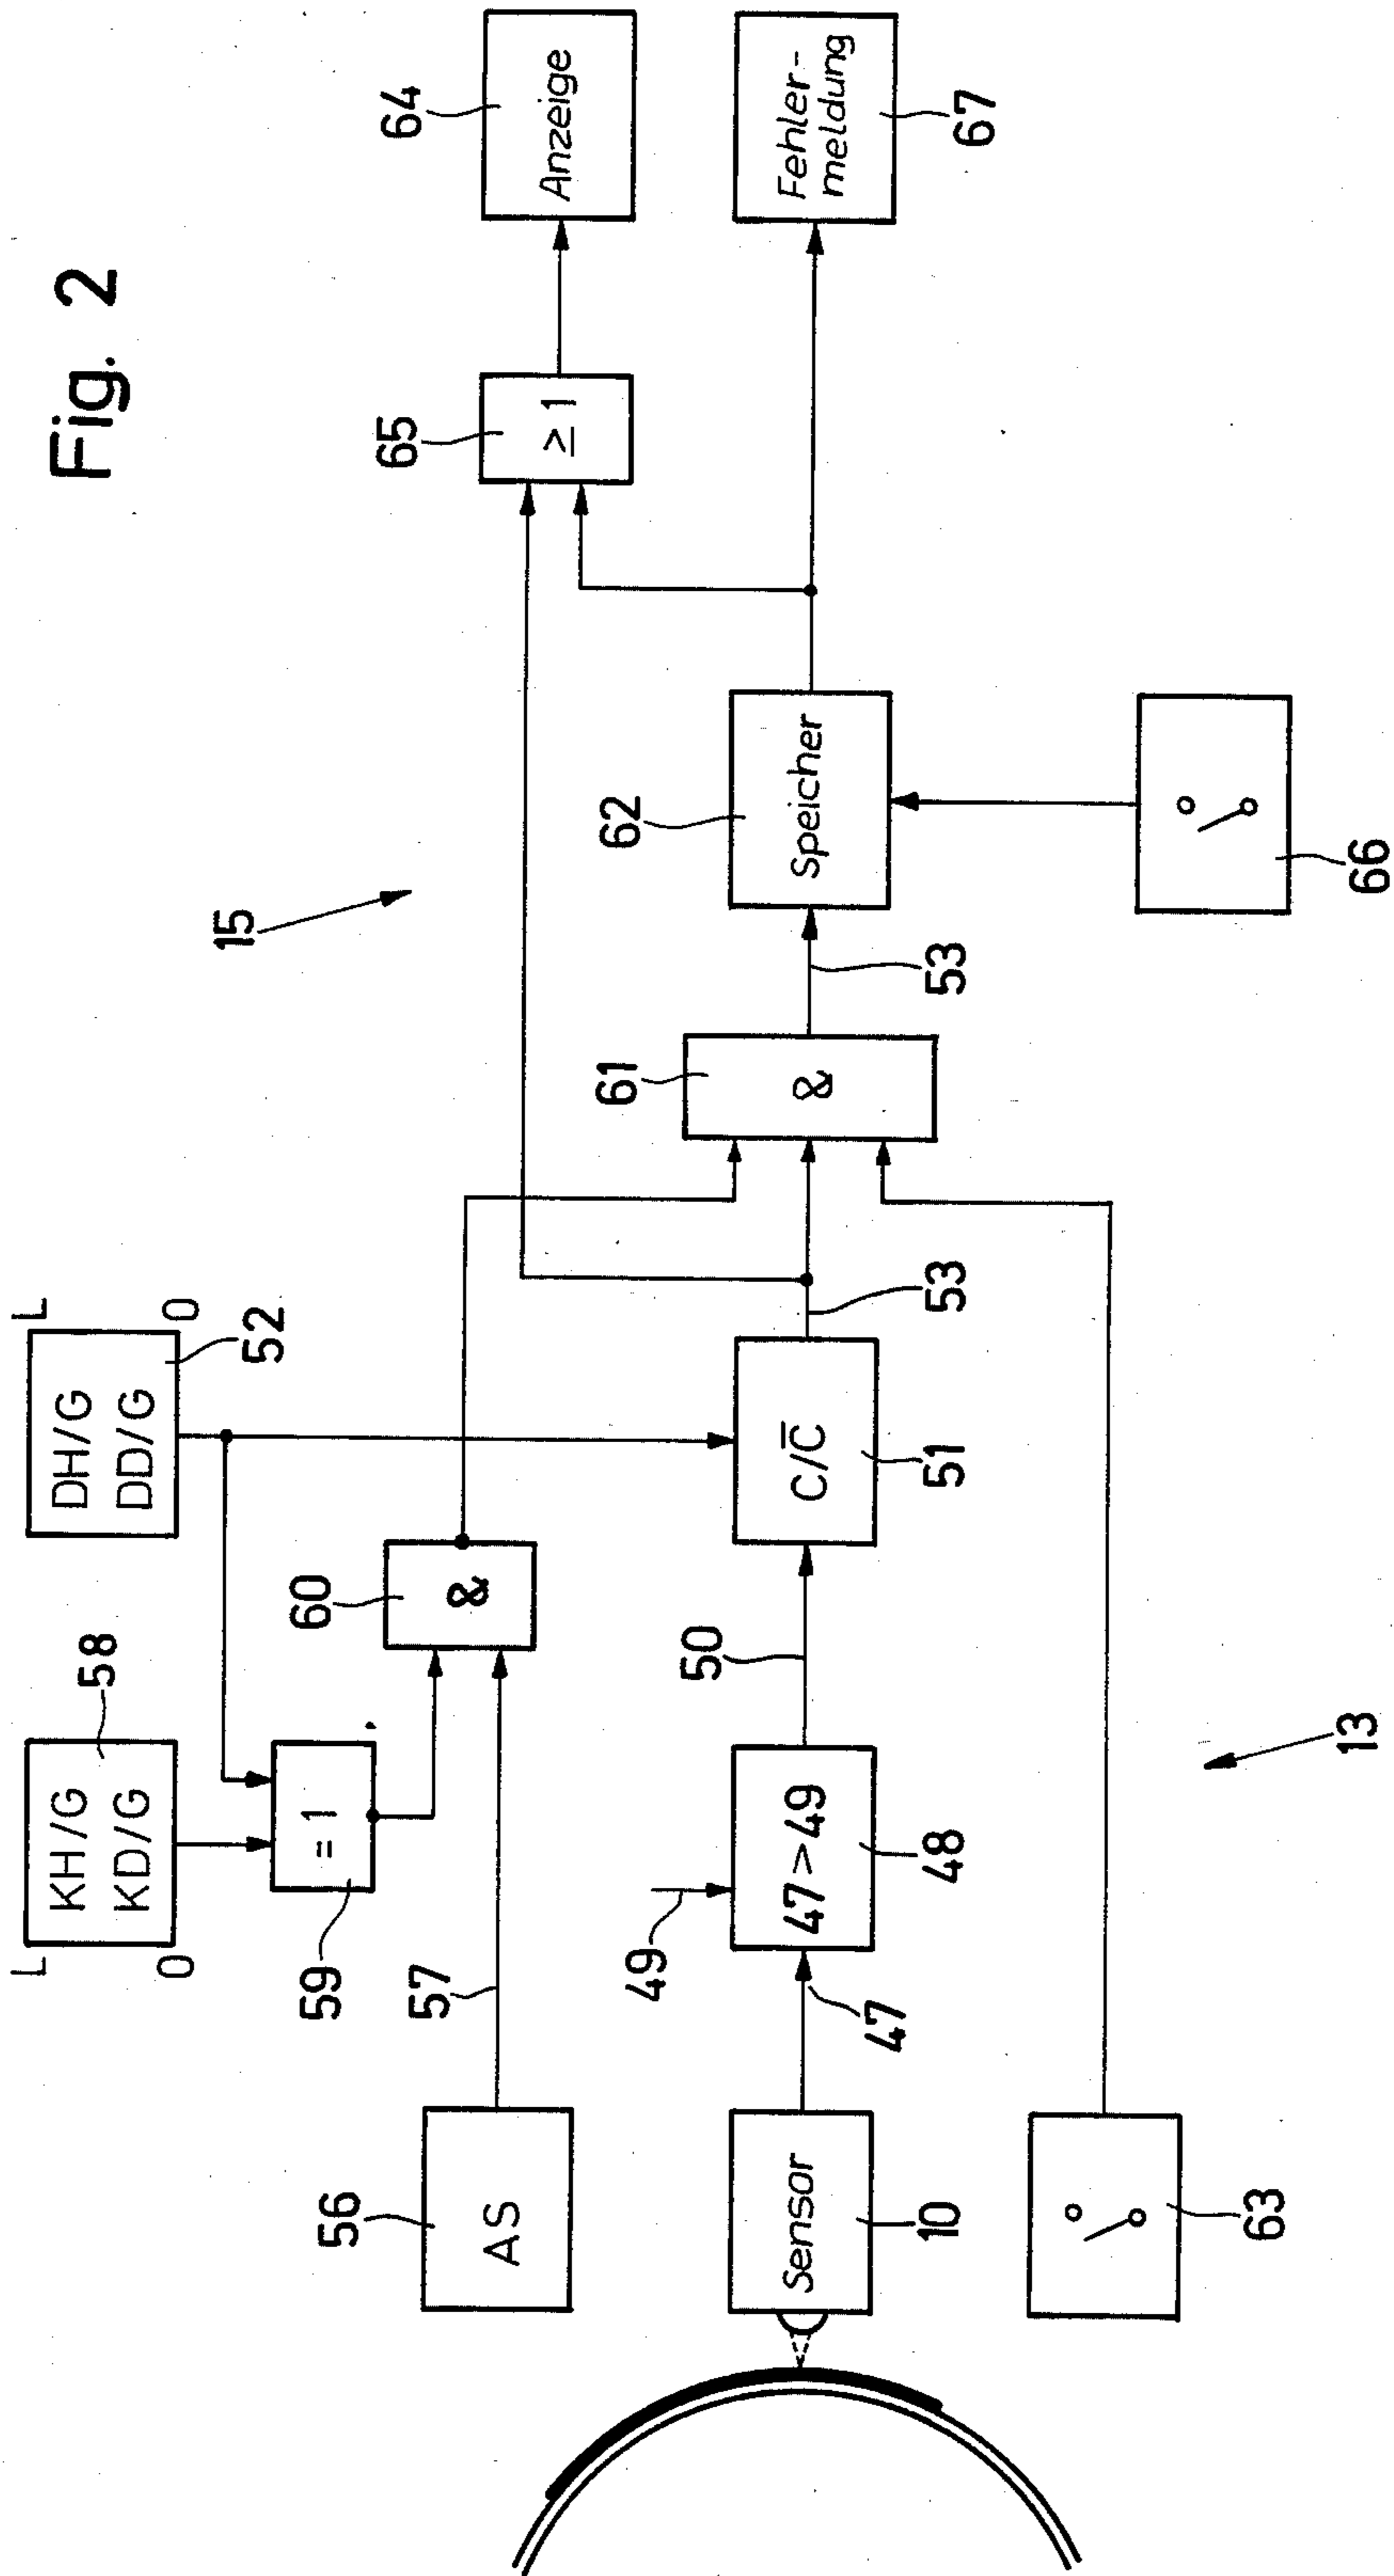 Fig. 2
L
KH/G
KD/G
O
58
L
DH/G
DD/G
O
52
= 1
59
60
&
15
65
≥ 1
64
Anzeige
56
AS
57
49
47 > 49
48
47
Sensor
10
50
C/C̅
51
53
61
&
53
62
Speicher
Fehler-
meldung
67
63
66
13